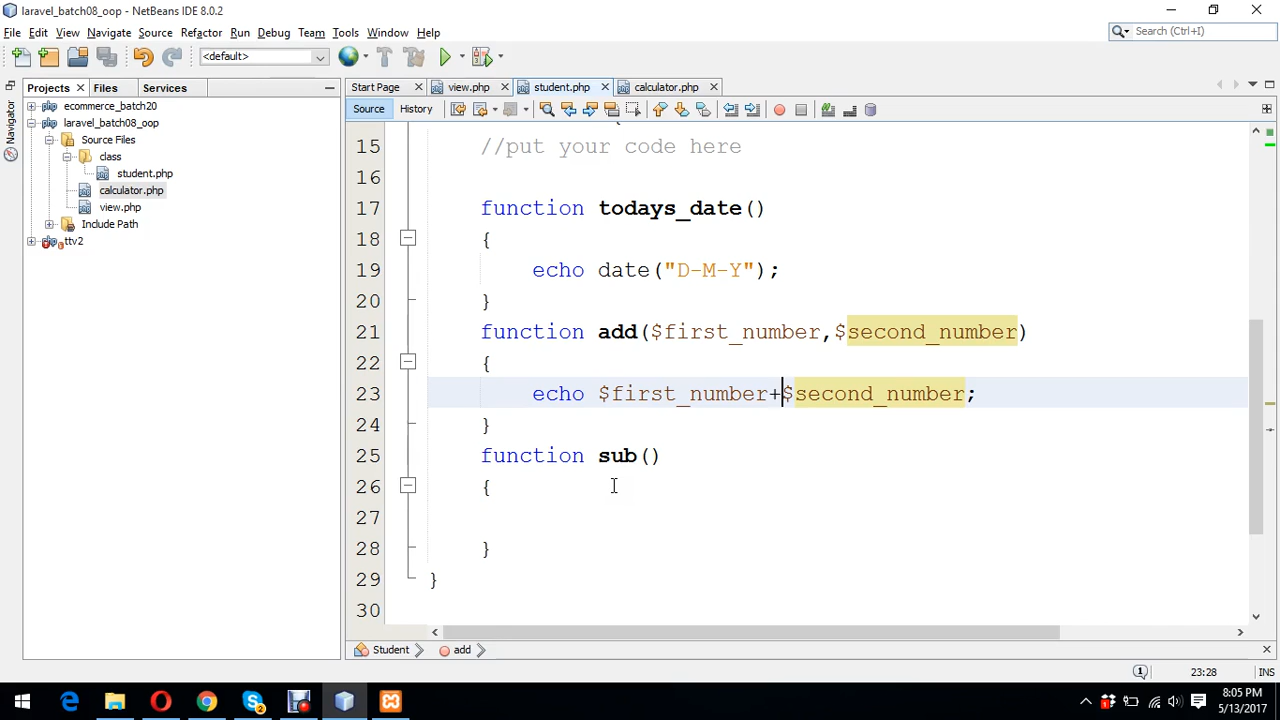 laravel_batch08_oop - NetBeans IDE 8.0.2
File Edit View Navigate Source Refactor Run Debug Team Tools Window Help
Search (Ctrl+I)
<default>
Projects Files Services
Start Page view.php student.php calculator.php
Navigator
ecommerce_batch20
laravel_batch08_oop
Source Files
class
student.php
calculator.php
view.php
Include Path
ttv2
Source History
15 //put your code here
16
17 function todays_date()
18 {
19 echo date("D-M-Y");
20 }
21 function add($first_number,$second_number)
22 {
23 echo $first_number+$second_number;
24 }
25 function sub()
26 {
27
28 }
29 }
30
Student add
1 23:28 INS
8:05 PM
5/13/2017